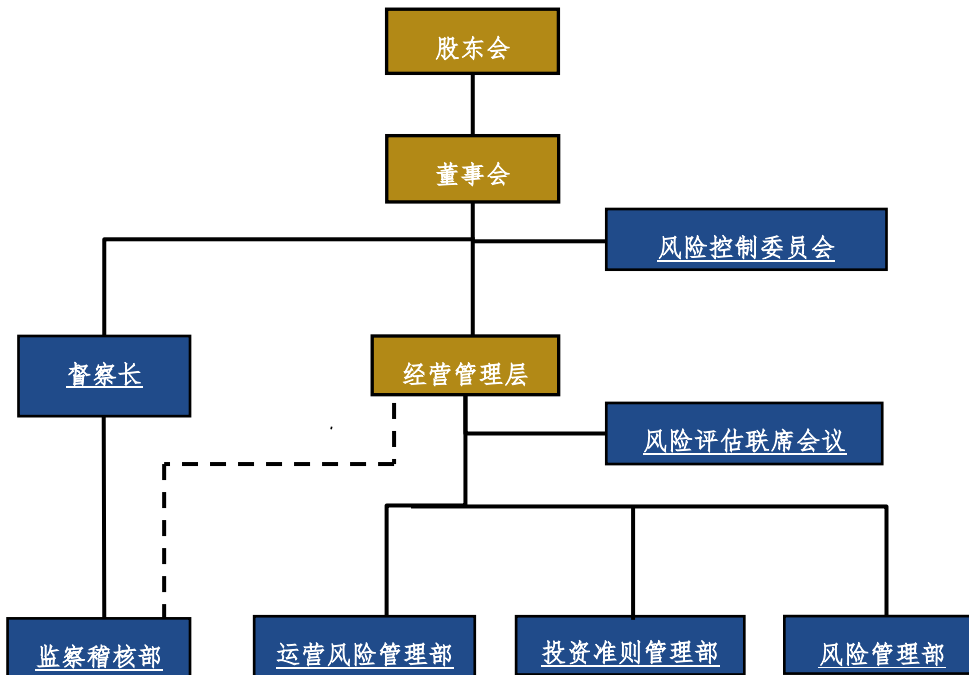 股东会
董事会
风险控制委员会
督察长
经营管理层
风险评估联席会议
监察稽核部
运营风险管理部
投资准则管理部
风险管理部